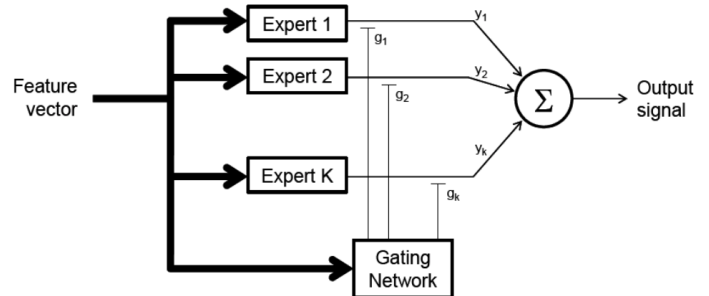 Expert 1
y1
g1
Expert 2
y2
g2
Feature
vector
Σ
Output
signal
Expert K
yk
gk
Gating
Network